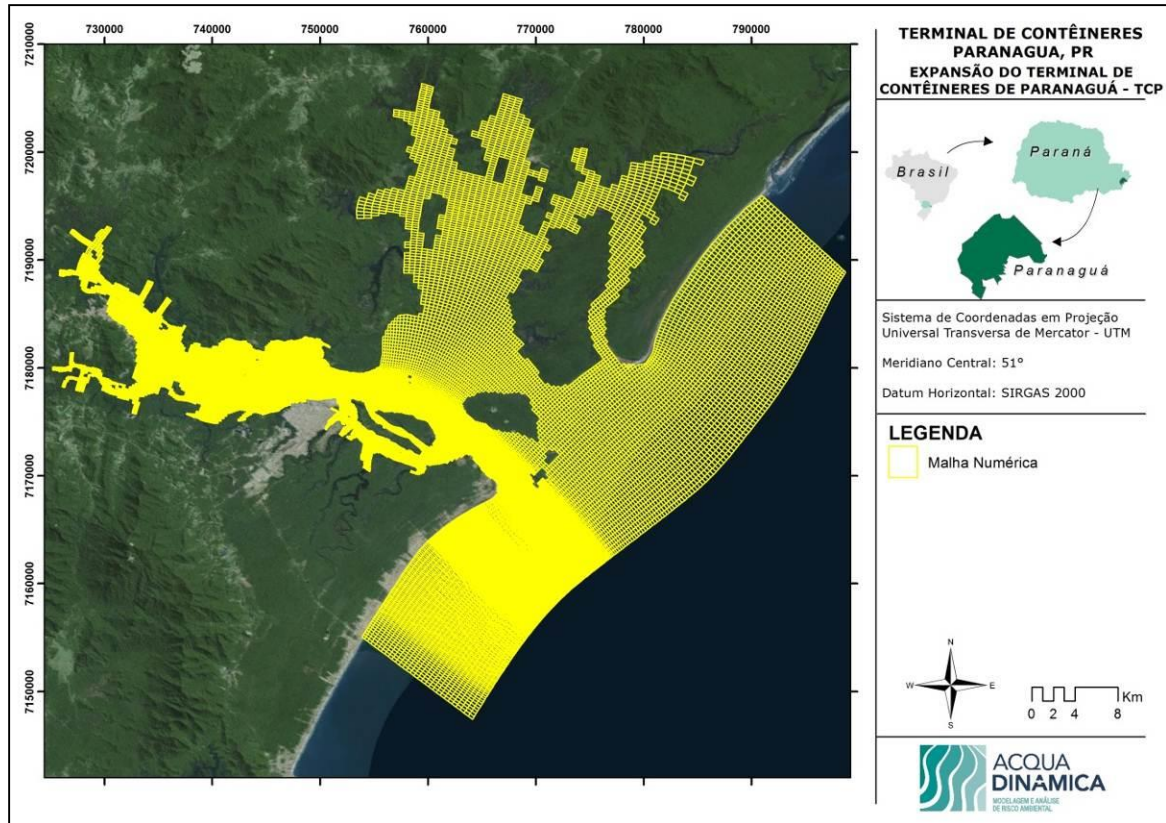 730000 740000 750000 760000 770000 780000 790000
7210000
7200000
7190000
7180000
7170000
7160000
7150000
TERMINAL DE CONTÊINERES
PARANAGUA, PR
EXPANSÃO DO TERMINAL DE
CONTÊINERES DE PARANAGUÁ - TCP
Brasil
Paraná
Paranaguá
Sistema de Coordenadas em Projeção
Universal Transversa de Mercator - UTM
Meridiano Central: 51º
Datum Horizontal: SIRGAS 2000
LEGENDA
Malha Numérica
N
W E
S
Km
0 2 4 8
ACQUA
DINÂMICA
MODELAGEM E ANÁLISE
DE RISCO AMBIENTAL